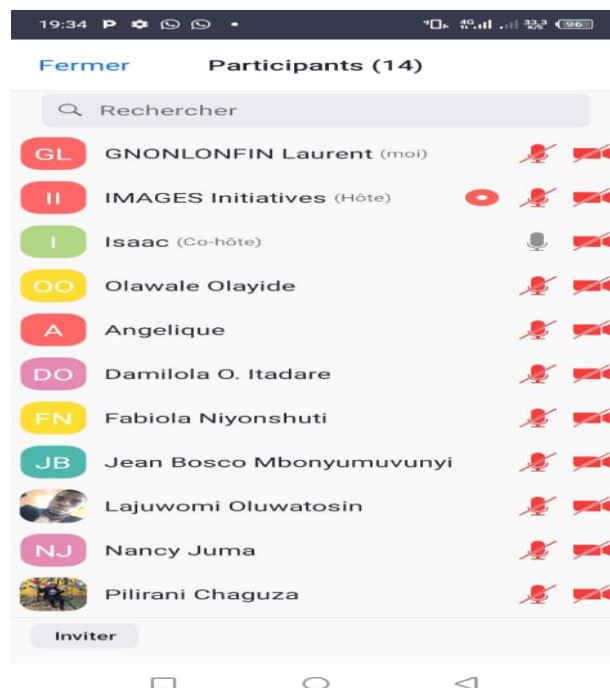 19:34
96
Fermer Participants (14)
Rechercher
GL GNONLONFIN Laurent (moi)
II IMAGES Initiatives (Hôte)
I Isaac (Co-hôte)
OO Olawale Olayide
A Angelique
DO Damilola O. Itadare
FN Fabiola Niyonshuti
JB Jean Bosco Mbonyumuvunyi
Lajuwomi Oluwatosin
NJ Nancy Juma
Pilirani Chaguza
Inviter